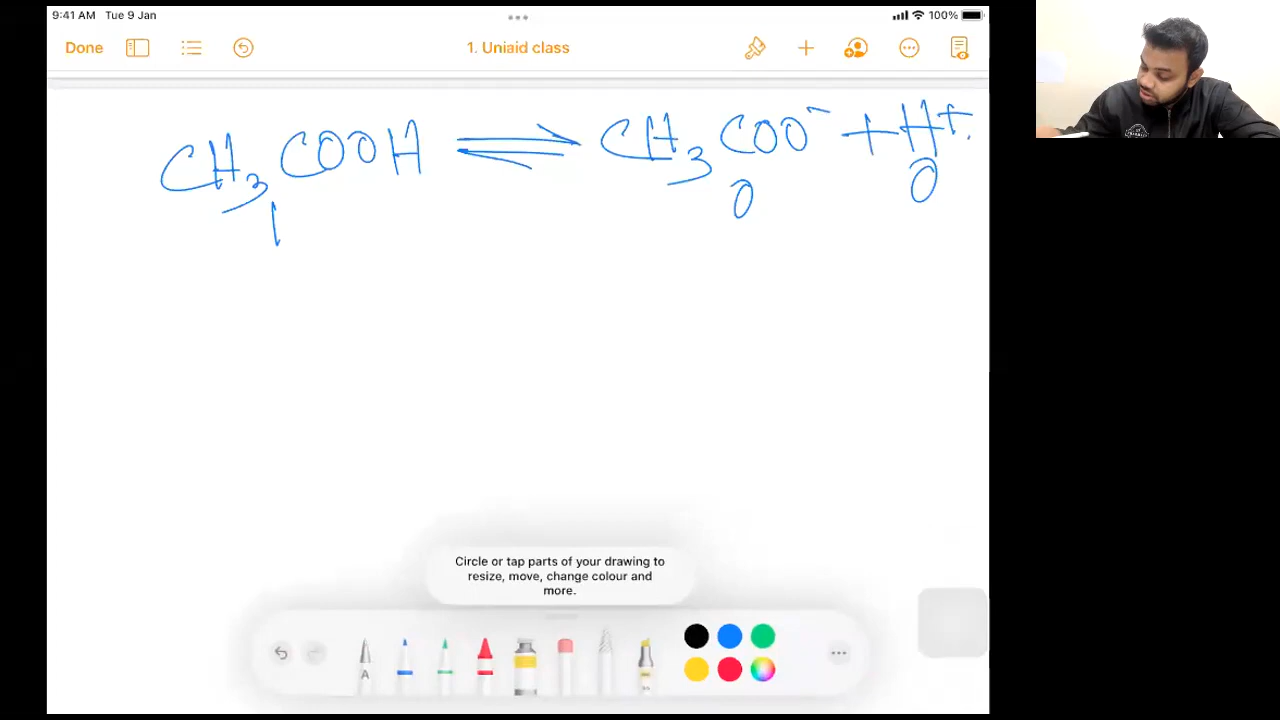 9:41 AM Tue 9 Jan 100%
Done 1. Uniaid class
CH₃COOH ⇌ CH₃COO⁻ + H⁺
1 0 0
Circle or tap parts of your drawing to
resize, move, change colour and
more.
A